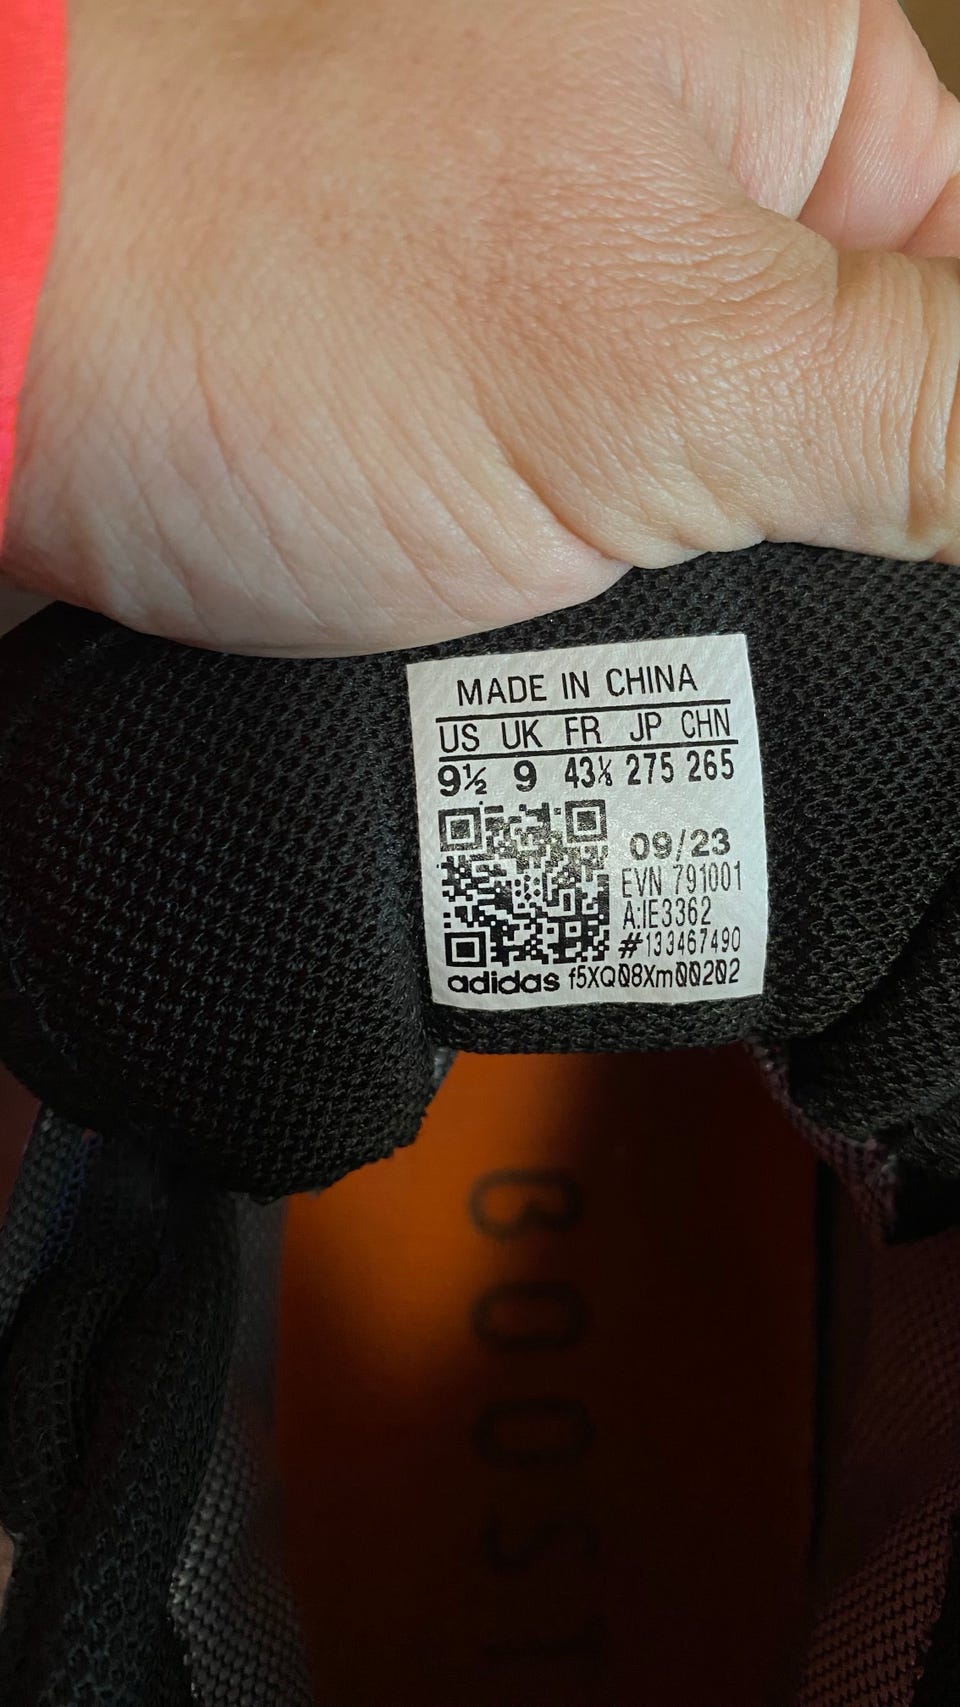 MADE IN CHINA
US UK FR JP CHN
9½ 9 43⅓ 275 265
09/23
EVN 791001
A:IE3362
#133467490
adidas f5XQ08Xm00202
BOOST